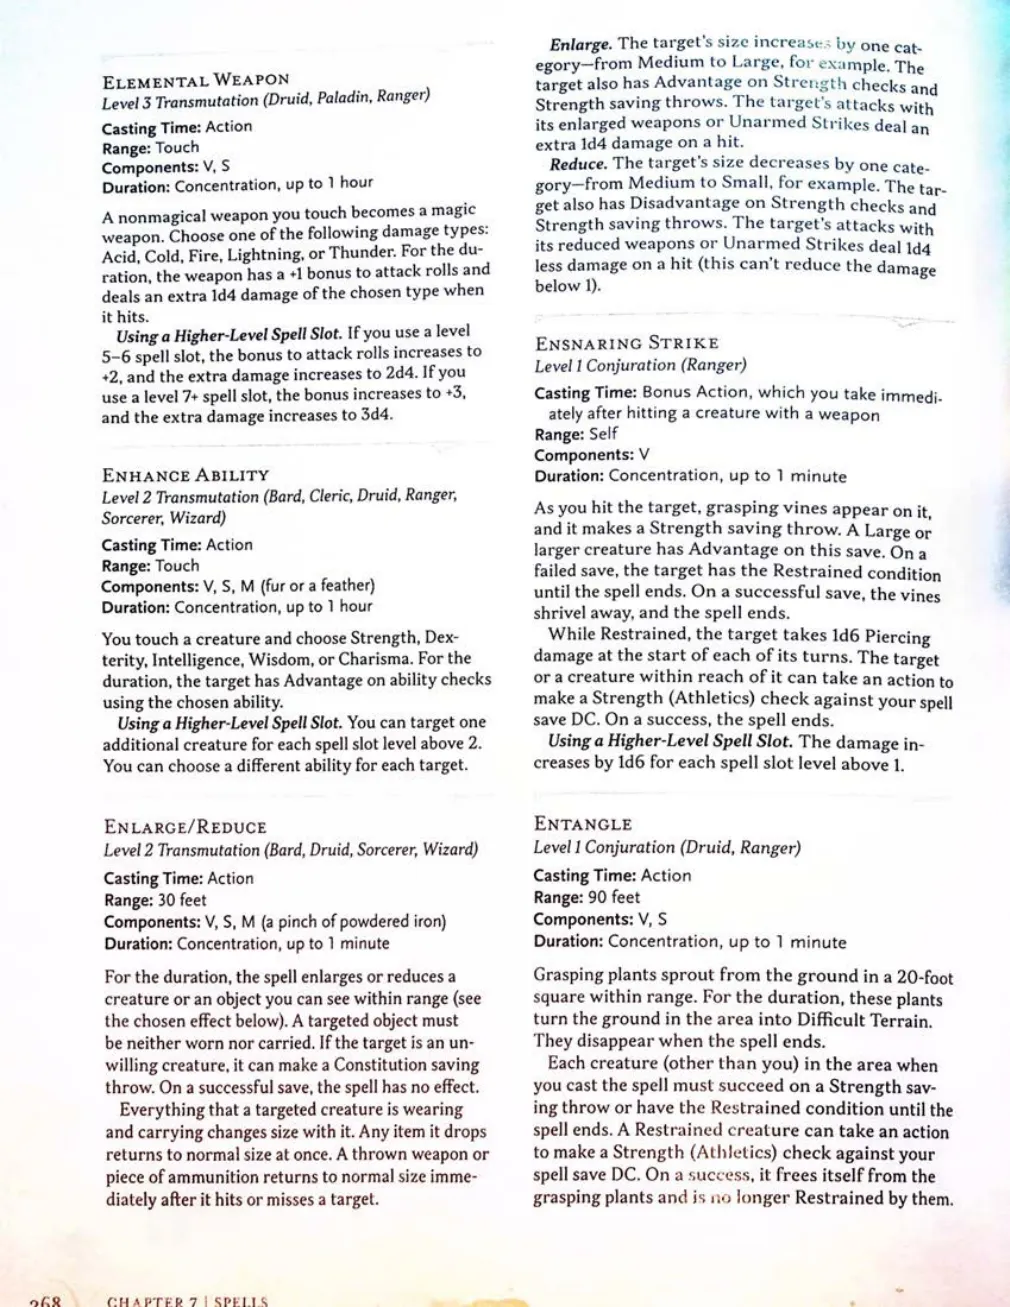 ELEMENTAL WEAPON
Level 3 Transmutation (Druid, Paladin, Ranger)
Casting Time: Action
Range: Touch
Components: V, S
Duration: Concentration, up to 1 hour
A nonmagical weapon you touch becomes a magic
weapon. Choose one of the following damage types:
Acid, Cold, Fire, Lightning, or Thunder. For the du-
ration, the weapon has a +1 bonus to attack rolls and
deals an extra 1d4 damage of the chosen type when
it hits.
Using a Higher-Level Spell Slot. If you use a level
5–6 spell slot, the bonus to attack rolls increases to
+2, and the extra damage increases to 2d4. If you
use a level 7+ spell slot, the bonus increases to +3,
and the extra damage increases to 3d4.
ENHANCE ABILITY
Level 2 Transmutation (Bard, Cleric, Druid, Ranger,
Sorcerer, Wizard)
Casting Time: Action
Range: Touch
Components: V, S, M (fur or a feather)
Duration: Concentration, up to 1 hour
You touch a creature and choose Strength, Dex-
terity, Intelligence, Wisdom, or Charisma. For the
duration, the target has Advantage on ability checks
using the chosen ability.
Using a Higher-Level Spell Slot. You can target one
additional creature for each spell slot level above 2.
You can choose a different ability for each target.
ENLARGE/REDUCE
Level 2 Transmutation (Bard, Druid, Sorcerer, Wizard)
Casting Time: Action
Range: 30 feet
Components: V, S, M (a pinch of powdered iron)
Duration: Concentration, up to 1 minute
For the duration, the spell enlarges or reduces a
creature or an object you can see within range (see
the chosen effect below). A targeted object must
be neither worn nor carried. If the target is an un-
willing creature, it can make a Constitution saving
throw. On a successful save, the spell has no effect.
Everything that a targeted creature is wearing
and carrying changes size with it. Any item it drops
returns to normal size at once. A thrown weapon or
piece of ammunition returns to normal size imme-
diately after it hits or misses a target.
Enlarge. The target's size increases by one cat-
egory—from Medium to Large, for example. The
target also has Advantage on Strength checks and
Strength saving throws. The target's attacks with
its enlarged weapons or Unarmed Strikes deal an
extra 1d4 damage on a hit.
Reduce. The target's size decreases by one cate-
gory—from Medium to Small, for example. The tar-
get also has Disadvantage on Strength checks and
Strength saving throws. The target's attacks with
its reduced weapons or Unarmed Strikes deal 1d4
less damage on a hit (this can't reduce the damage
below 1).
ENSNARING STRIKE
Level 1 Conjuration (Ranger)
Casting Time: Bonus Action, which you take immedi-
ately after hitting a creature with a weapon
Range: Self
Components: V
Duration: Concentration, up to 1 minute
As you hit the target, grasping vines appear on it,
and it makes a Strength saving throw. A Large or
larger creature has Advantage on this save. On a
failed save, the target has the Restrained condition
until the spell ends. On a successful save, the vines
shrivel away, and the spell ends.
While Restrained, the target takes 1d6 Piercing
damage at the start of each of its turns. The target
or a creature within reach of it can take an action to
make a Strength (Athletics) check against your spell
save DC. On a success, the spell ends.
Using a Higher-Level Spell Slot. The damage in-
creases by 1d6 for each spell slot level above 1.
ENTANGLE
Level 1 Conjuration (Druid, Ranger)
Casting Time: Action
Range: 90 feet
Components: V, S
Duration: Concentration, up to 1 minute
Grasping plants sprout from the ground in a 20-foot
square within range. For the duration, these plants
turn the ground in the area into Difficult Terrain.
They disappear when the spell ends.
Each creature (other than you) in the area when
you cast the spell must succeed on a Strength sav-
ing throw or have the Restrained condition until the
spell ends. A Restrained creature can take an action
to make a Strength (Athletics) check against your
spell save DC. On a success, it frees itself from the
grasping plants and is no longer Restrained by them.
268 CHAPTER 7 | SPELLS